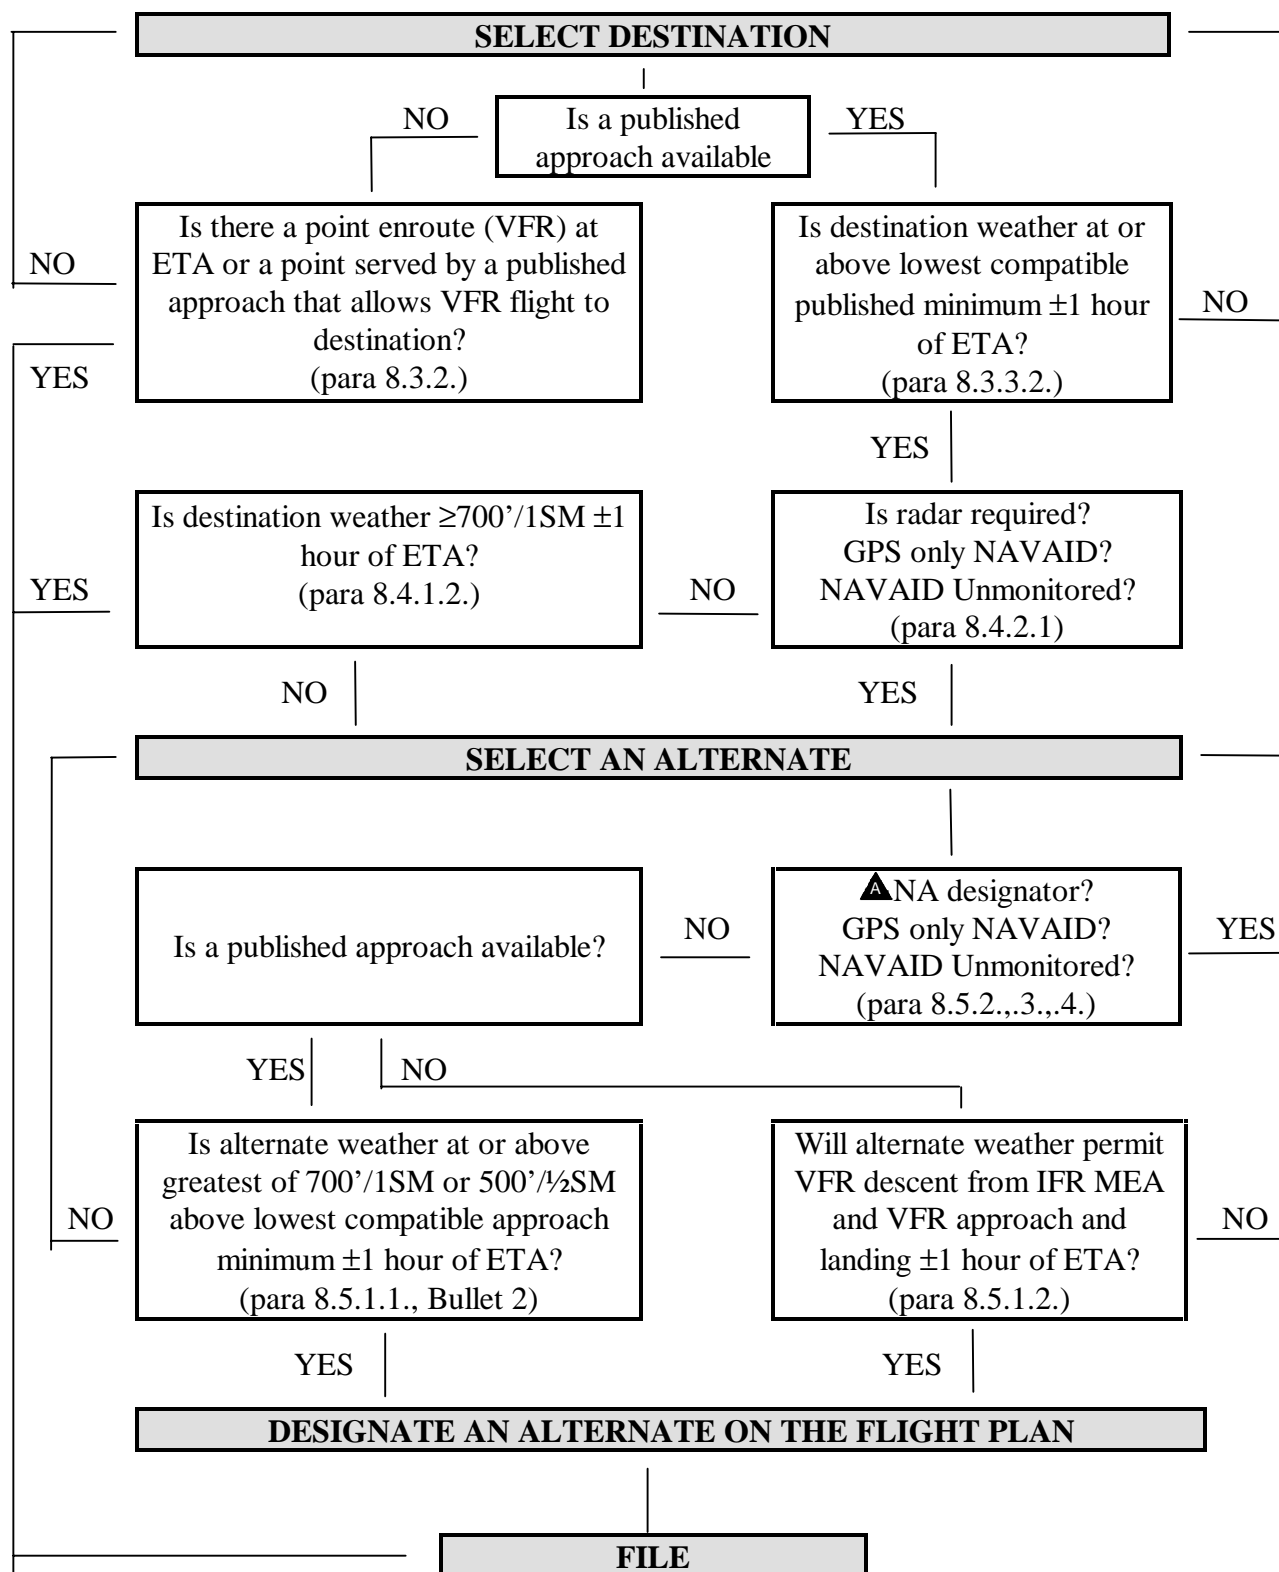 SELECT DESTINATION
NO
Is a published
approach available
YES
Is there a point enroute (VFR) at
ETA or a point served by a published
approach that allows VFR flight to
destination?
(para 8.3.2.)
NO
YES
Is destination weather at or
above lowest compatible
published minimum ±1 hour
of ETA?
(para 8.3.3.2.)
NO
YES
Is destination weather ≥700’/1SM ±1
hour of ETA?
(para 8.4.1.2.)
YES
NO
Is radar required?
GPS only NAVAID?
NAVAID Unmonitored?
(para 8.4.2.1)
NO
YES
SELECT AN ALTERNATE
Is a published approach available?
NO
A NA designator?
GPS only NAVAID?
NAVAID Unmonitored?
(para 8.5.2.,.3.,.4.)
YES
YES
NO
Is alternate weather at or above
greatest of 700’/1SM or 500’/½SM
above lowest compatible approach
minimum ±1 hour of ETA?
(para 8.5.1.1., Bullet 2)
NO
Will alternate weather permit
VFR descent from IFR MEA
and VFR approach and
landing ±1 hour of ETA?
(para 8.5.1.2.)
NO
YES
YES
DESIGNATE AN ALTERNATE ON THE FLIGHT PLAN
FILE